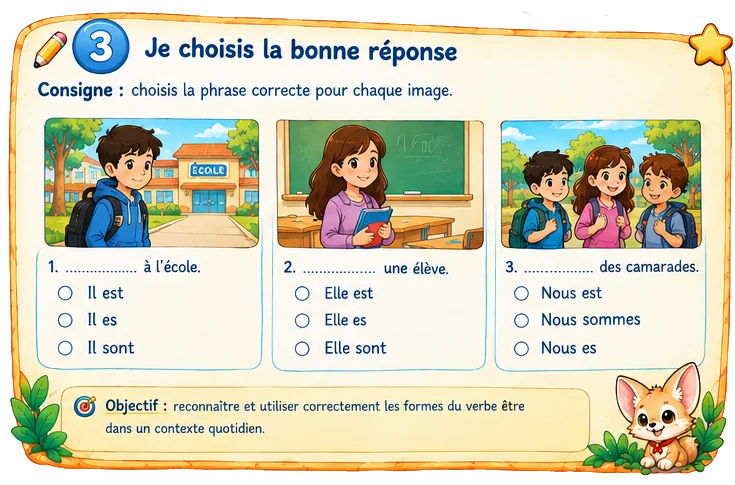 3 Je choisis la bonne réponse
Consigne : choisis la phrase correcte pour chaque image.
ÉCOLE
1. .................. à l'école.
Il est
Il es
Il sont
2. .................. une élève.
Elle est
Elle es
Elle sont
3. .................. des camarades.
Nous est
Nous sommes
Nous es
Objectif : reconnaître et utiliser correctement les formes du verbe être
dans un contexte quotidien.